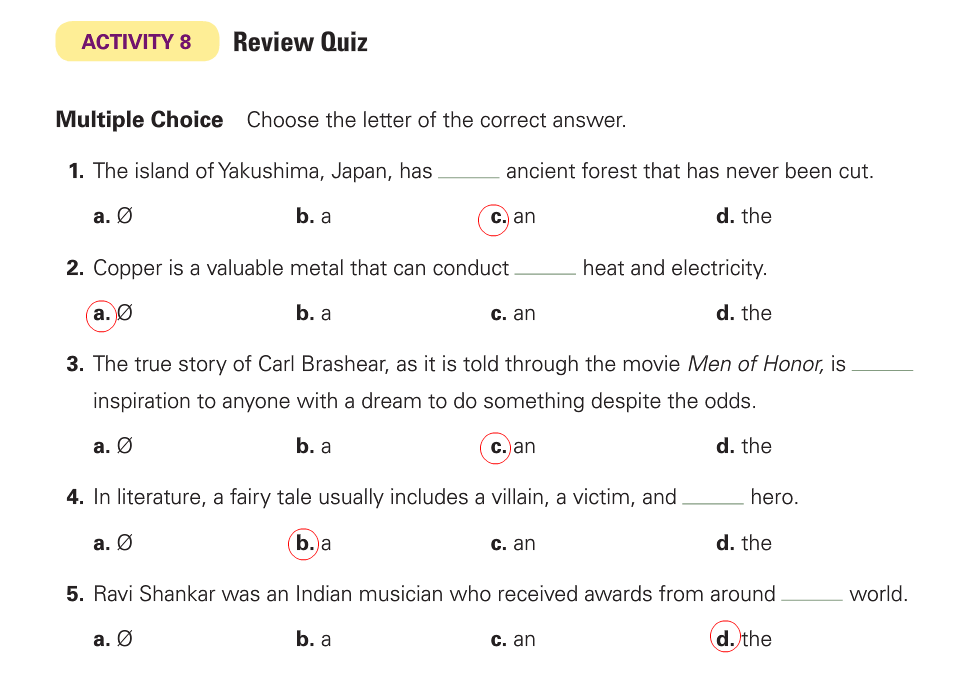 ACTIVITY 8 Review Quiz
Multiple Choice Choose the letter of the correct answer.
1. The island of Yakushima, Japan, has ______ ancient forest that has never been cut.
a. Ø b. a c. an d. the
2. Copper is a valuable metal that can conduct ______ heat and electricity.
a. Ø b. a c. an d. the
3. The true story of Carl Brashear, as it is told through the movie Men of Honor, is ______
inspiration to anyone with a dream to do something despite the odds.
a. Ø b. a c. an d. the
4. In literature, a fairy tale usually includes a villain, a victim, and ______ hero.
a. Ø b. a c. an d. the
5. Ravi Shankar was an Indian musician who received awards from around ______ world.
a. Ø b. a c. an d. the